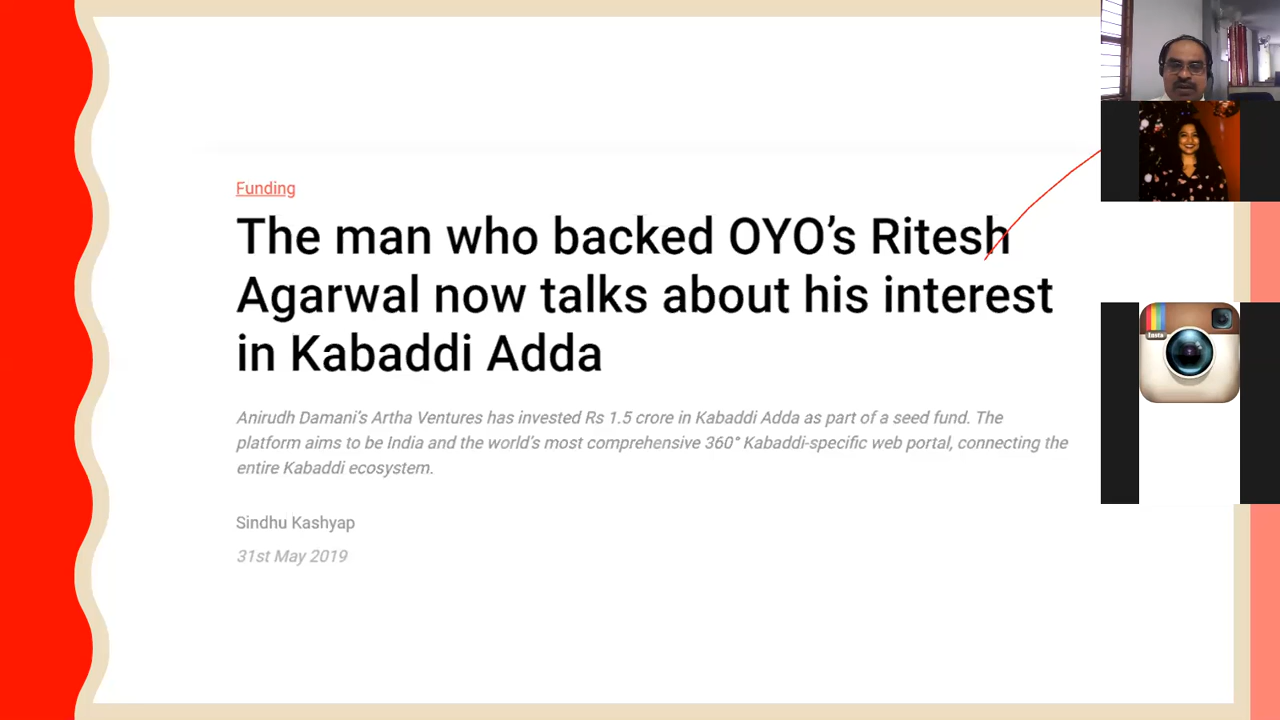 Funding
The man who backed OYO’s Ritesh
Agarwal now talks about his interest
in Kabaddi Adda
Anirudh Damani’s Artha Ventures has invested Rs 1.5 crore in Kabaddi Adda as part of a seed fund. The
platform aims to be India and the world’s most comprehensive 360° Kabaddi-specific web portal, connecting the
entire Kabaddi ecosystem.
Sindhu Kashyap
31st May 2019
Insta